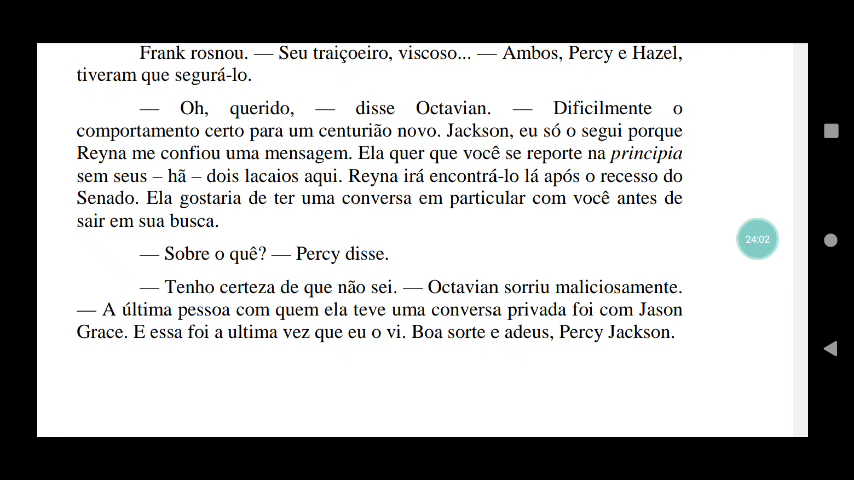 Frank rosnou. — Seu traiçoeiro, viscoso... — Ambos, Percy e Hazel,
tiveram que segurá-lo.
— Oh, querido, — disse Octavian. — Dificilmente o
comportamento certo para um centurião novo. Jackson, eu só o segui porque
Reyna me confiou uma mensagem. Ela quer que você se reporte na principia
sem seus – hã – dois lacaios aqui. Reyna irá encontrá-lo lá após o recesso do
Senado. Ela gostaria de ter uma conversa em particular com você antes de
sair em sua busca.
— Sobre o quê? — Percy disse.
— Tenho certeza de que não sei. — Octavian sorriu maliciosamente.
— A última pessoa com quem ela teve uma conversa privada foi com Jason
Grace. E essa foi a ultima vez que eu o vi. Boa sorte e adeus, Percy Jackson.
24:02